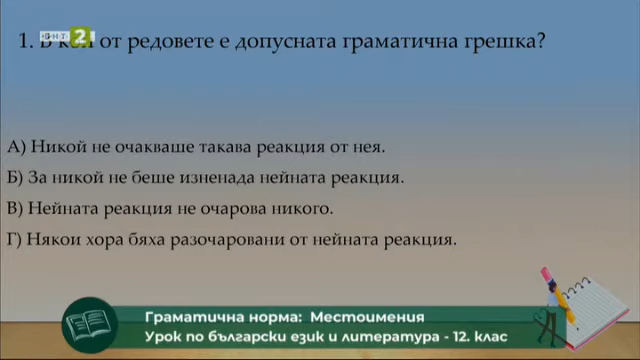 1. В кой от редовете е допусната граматична грешка?
БНТ 2
А) Никой не очакваше такава реакция от нея.
Б) За никой не беше изненада нейната реакция.
В) Нейната реакция не очарова никого.
Г) Някои хора бяха разочаровани от нейната реакция.
Граматична норма: Местоимения
Урок по български език и литература - 12. клас